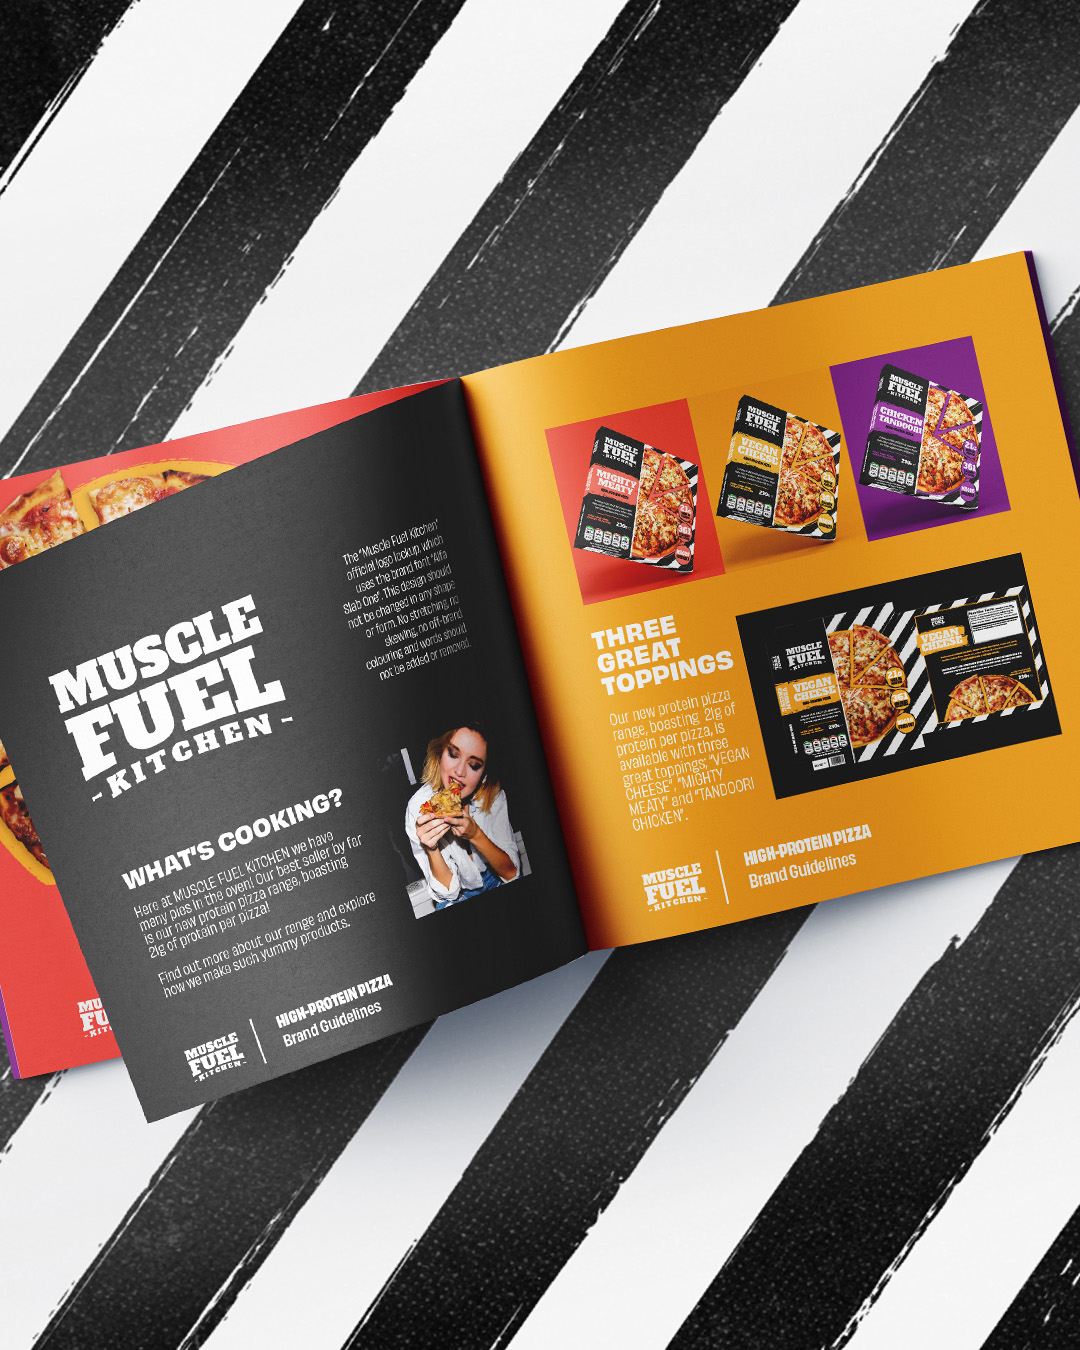 MUSCLE
FUEL
-KITCHEN-
The "Muscle Fuel Kitchen"
official logo lockup, which
uses the brand font "Alfa
Slab One". This design should
not be changed in any shape
or form. No stretching, no
skewing, no off-brand
colouring and words should
not be added or removed.
WHAT'S COOKING?
Here at MUSCLE FUEL KITCHEN we have
many pies in the oven! Our best seller by far
is our new protein pizza range, boasting
21g of protein per pizza!
Find out more about our range and explore
how we make such yummy products.
MUSCLE
FUEL
-KITCHEN-
HIGH-PROTEIN PIZZA
Brand Guidelines
MUSCLE
FUEL
-KITCHEN-
MIGHTY
MEATY
MUSCLE
FUEL
-KITCHEN-
VEGAN
CHEESE
MUSCLE
FUEL
-KITCHEN-
CHICKEN
TANDOORI
THREE
GREAT
TOPPINGS
Our new protein pizza
range, boasting 21g of
protein per pizza, is
available with three
great toppings; "VEGAN
CHEESE", "MIGHTY
MEATY" and "TANDOORI
CHICKEN".
MUSCLE
FUEL
-KITCHEN-
VEGAN
CHEESE
VEGAN
CHEESE
MUSCLE
FUEL
-KITCHEN-
HIGH-PROTEIN PIZZA
Brand Guidelines